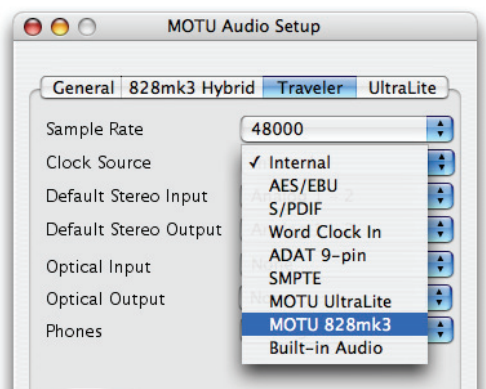 MOTU Audio Setup
General 828mk3 Hybrid Traveler UltraLite
Sample Rate 48000
Clock Source ✓ Internal
AES/EBU
Default Stereo Input
S/PDIF
Default Stereo Output Word Clock In
ADAT 9-pin
Optical Input
SMPTE
Optical Output MOTU UltraLite
Phones MOTU 828mk3
Built-in Audio